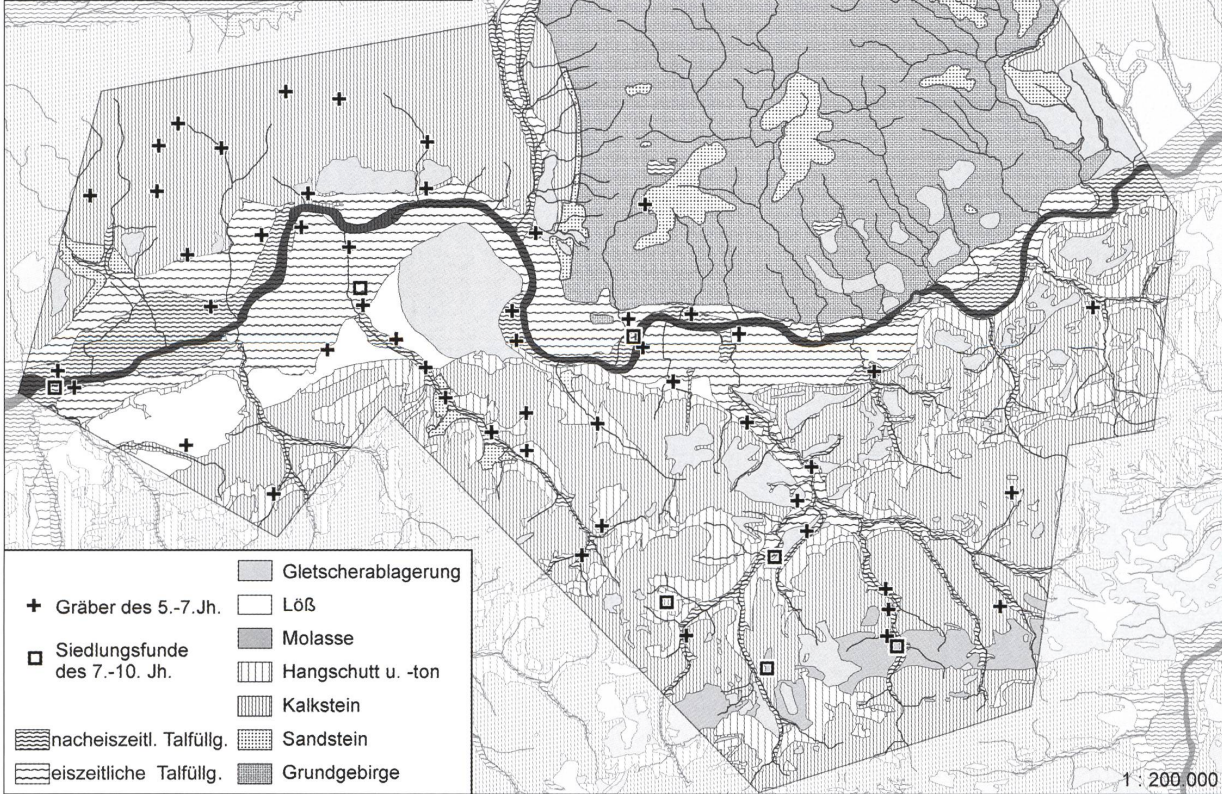 Gräber des 5.-7.Jh.
Siedlungsfunde
des 7.-10. Jh.
nacheiszeitl. Talfüllg.
eiszeitliche Talfüllg.
Gletscherablagerung
Löß
Molasse
Hangschutt u. -ton
Kalkstein
Sandstein
Grundgebirge
1 : 200.000